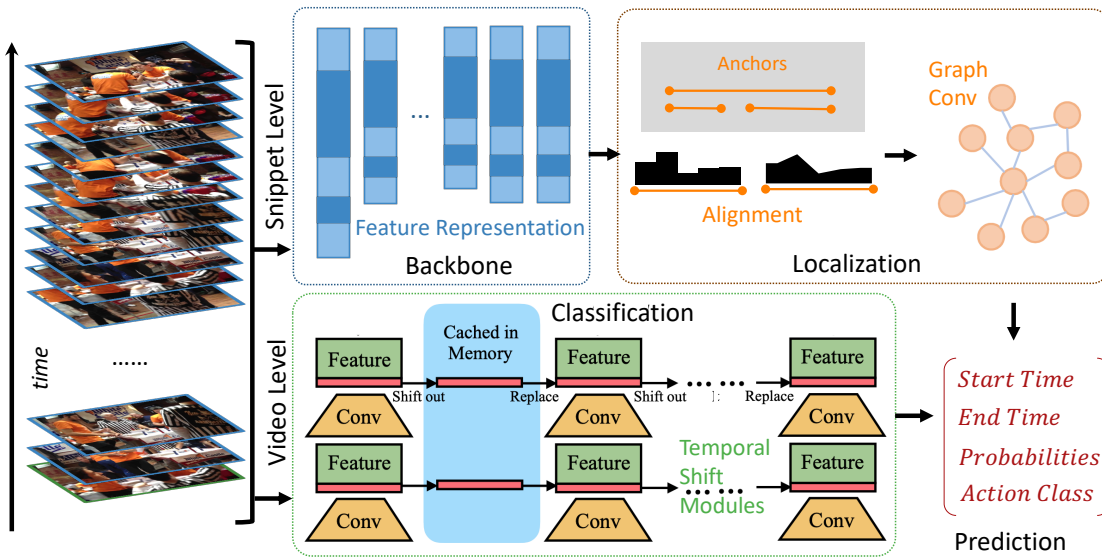 time
......
Snippet Level
Video Level
...
Feature Representation
Backbone
Anchors
Alignment
Graph
Conv
Localization
Classification
Cached in
Memory
Feature
Feature
Feature
Shift out
Replace
Shift out
Replace
Conv
Conv
Conv
Feature
Feature
Feature
Temporal
Shift
Modules
Conv
Conv
Conv
Start Time
End Time
Probabilities
Action Class
Prediction